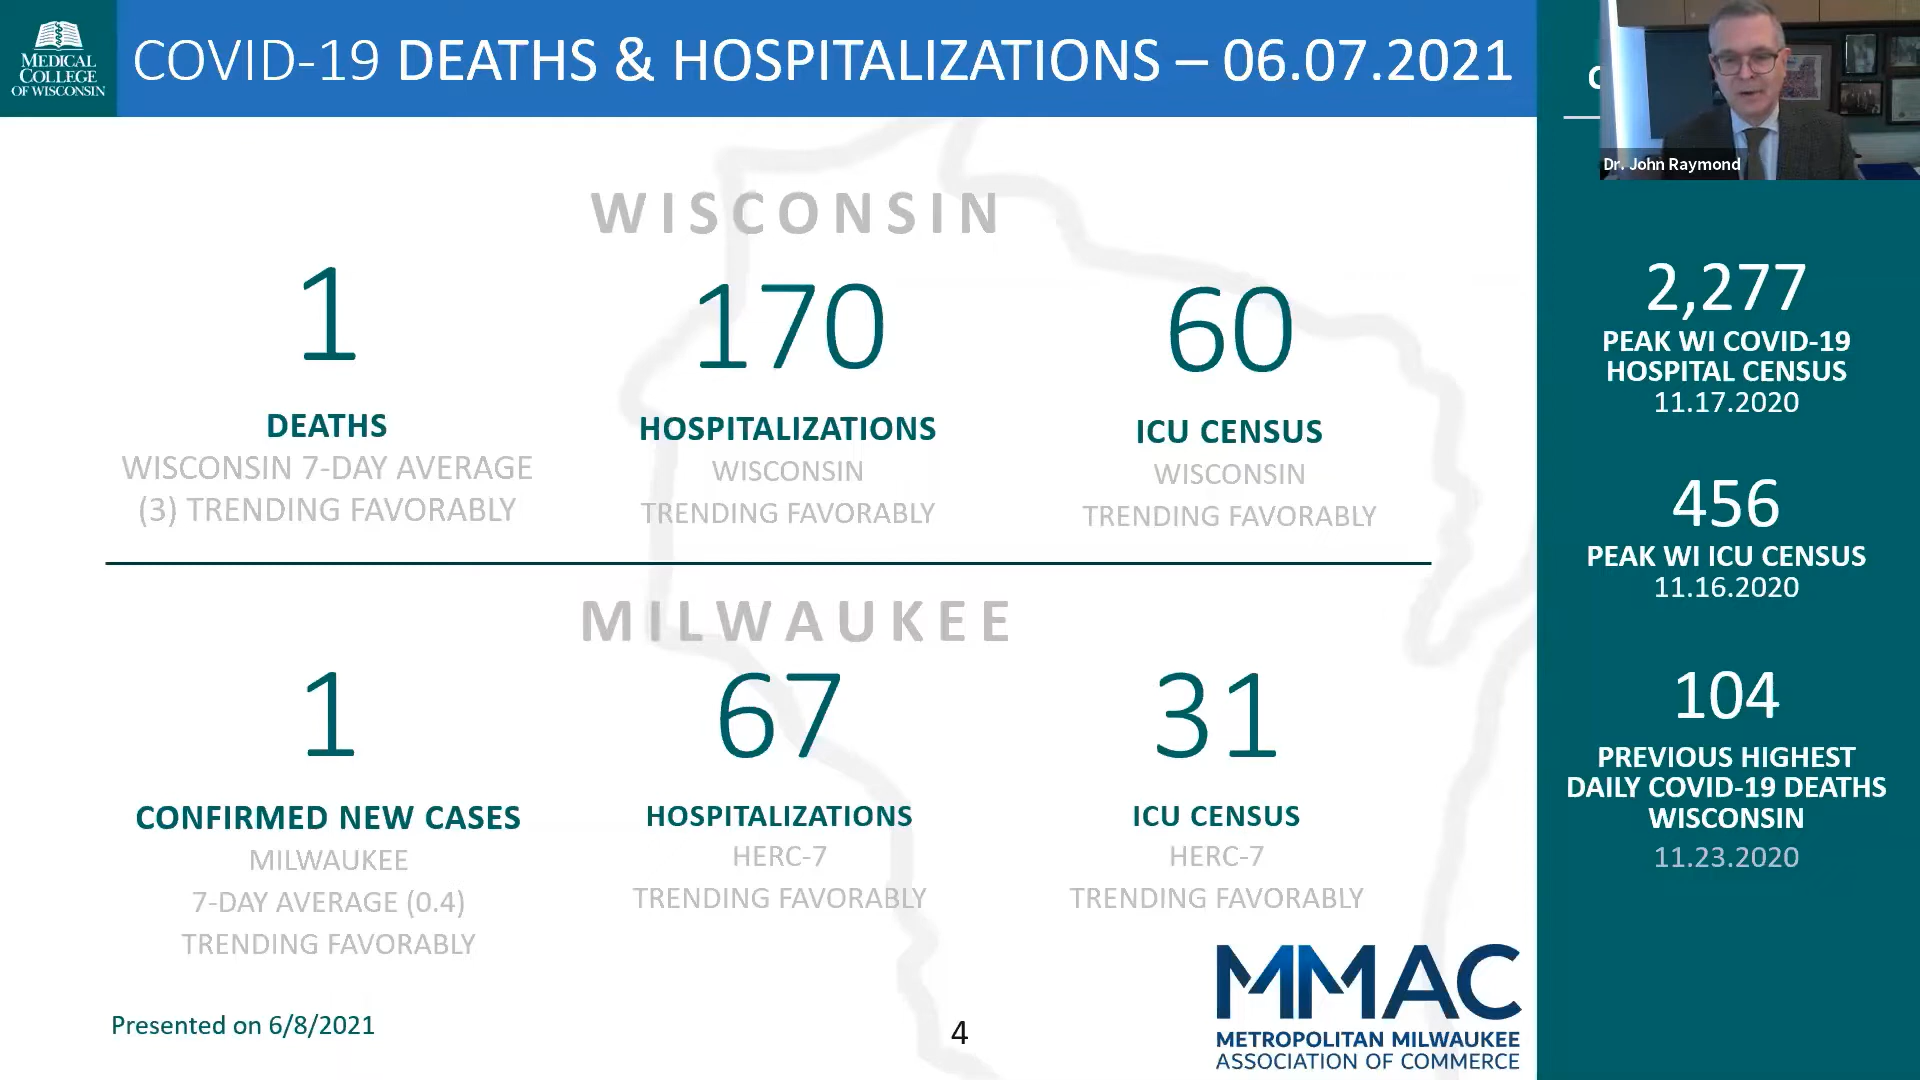 MEDICAL
COLLEGE
OF WISCONSIN
COVID-19 DEATHS & HOSPITALIZATIONS – 06.07.2021
Dr. John Raymond
WISCONSIN
1
DEATHS
WISCONSIN 7-DAY AVERAGE
(3) TRENDING FAVORABLY
170
HOSPITALIZATIONS
WISCONSIN
TRENDING FAVORABLY
60
ICU CENSUS
WISCONSIN
TRENDING FAVORABLY
MILWAUKEE
1
CONFIRMED NEW CASES
MILWAUKEE
7-DAY AVERAGE (0.4)
TRENDING FAVORABLY
67
HOSPITALIZATIONS
HERC-7
TRENDING FAVORABLY
31
ICU CENSUS
HERC-7
TRENDING FAVORABLY
2,277
PEAK WI COVID-19
HOSPITAL CENSUS
11.17.2020
456
PEAK WI ICU CENSUS
11.16.2020
104
PREVIOUS HIGHEST
DAILY COVID-19 DEATHS
WISCONSIN
11.23.2020
Presented on 6/8/2021
4
MMAC
METROPOLITAN MILWAUKEE
ASSOCIATION OF COMMERCE